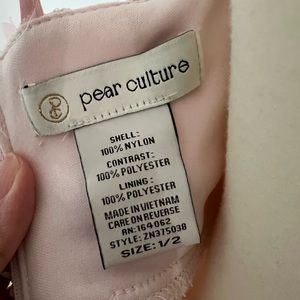 pear culture
SHELL:
100% NYLON
CONTRAST:
100% POLYESTER
LINING:
100% POLYESTER
MADE IN VIETNAM
CARE ON REVERSE
RN: 164062
STYLE: ZN37503B
SIZE: 1/2